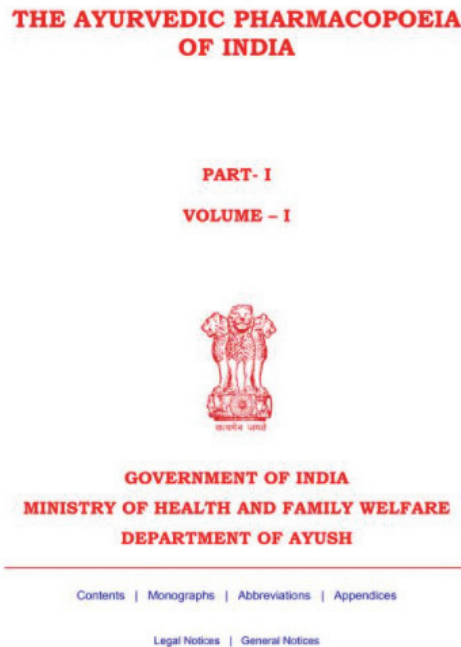 THE AYURVEDIC PHARMACOPOEIA
OF INDIA
PART- I
VOLUME – I
सत्यमेव जयते
GOVERNMENT OF INDIA
MINISTRY OF HEALTH AND FAMILY WELFARE
DEPARTMENT OF AYUSH
Contents | Monographs | Abbreviations | Appendices
Legal Notices | General Notices